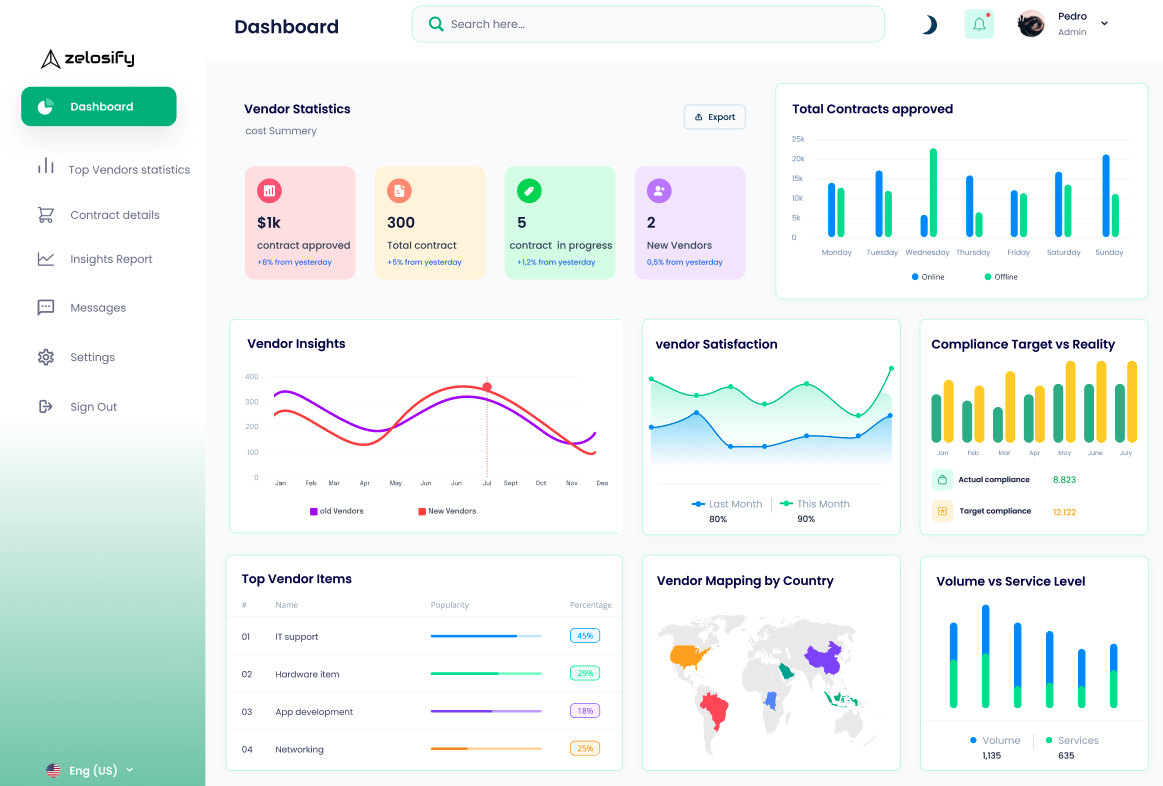 zelosify
Dashboard
Top Vendors statistics
Contract details
Insights Report
Messages
Settings
Sign Out
Eng (US)
Dashboard
Search here...
Pedro
Admin
Vendor Statistics
cost Summery
Export
$1k
contract approved
+8% from yesterday
300
Total contract
+5% from yesterday
5
contract in progress
+1,2% from yesterday
2
New Vendors
0,5% from yesterday
Total Contracts approved
25k
20k
15k
10k
5k
0
Monday Tuesday Wednesday Thursday Friday Saturday Sunday
Online Offline
Vendor Insights
400
300
200
100
0
Jan Feb Mar Apr May Jun Jun Jul Sept Oct Nov Des
old Vendors New Vendors
vendor Satisfaction
Last Month This Month
80% 90%
Compliance Target vs Reality
Jan Feb Mar Apr May June July
Actual compliance 8.823
Target compliance 12.122
Top Vendor Items
# Name Popularity Percentage
01 IT support 45%
02 Hardware item 29%
03 App development 18%
04 Networking 25%
Vendor Mapping by Country
Volume vs Service Level
Volume Services
1,135 635